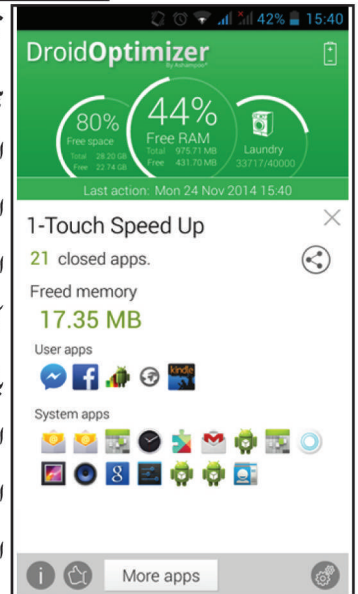 42% 15:40
DroidOptimizer
By Ashampoo®
80%
Free space
Total 28.20 GB
Free 22.74 GB
44%
Free RAM
Total 975.71 MB
Free 431.70 MB
Laundry
33717/40000
Last action: Mon 24 Nov 2014 15:40
1-Touch Speed Up
21 closed apps.
Freed memory
17.35 MB
User apps
kindle
System apps
More apps